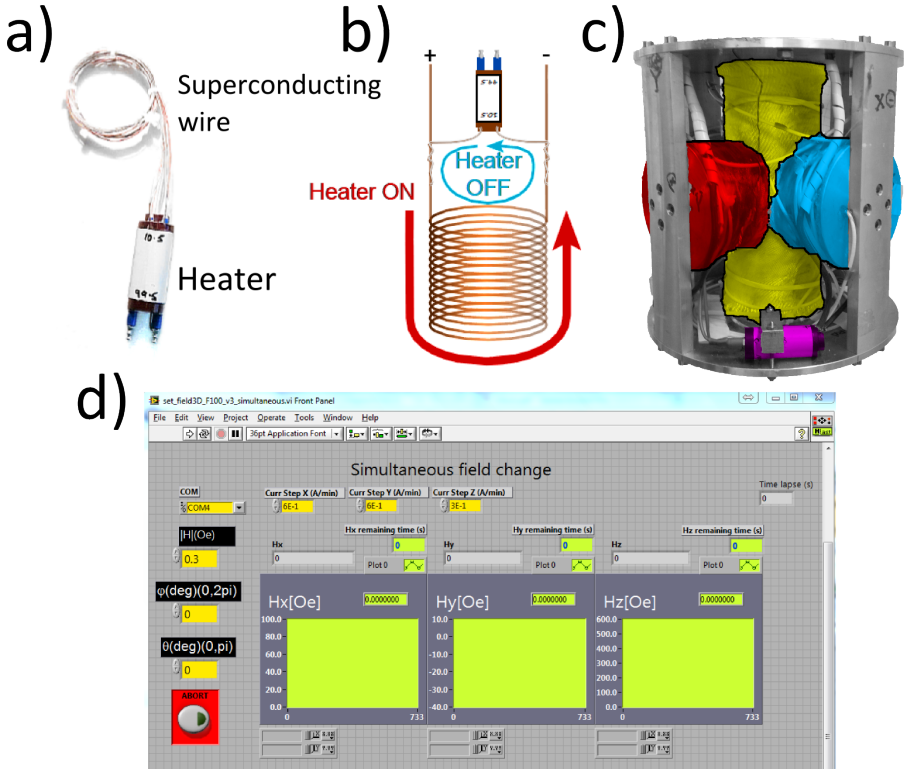 a)
Superconducting
wire
10.5
99.5
Heater
b)
+ -
Heater
OFF
Heater ON
c)
X
d)
set_field3D_F100_v3_simultaneous.vi Front Panel
File Edit View Project Operate Tools Window Help
36pt Application Font
Simultaneous field change
Time lapse (s)
0
COM
COM4
Curr Step X (A/min) Curr Step Y (A/min) Curr Step Z (A/min)
6E-1 6E-1 3E-1
|H|(Oe)
0.3
φ(deg)(0,2pi)
0
θ(deg)(0,pi)
0
ABORT
Hx remaining time (s) Hy remaining time (s) Hz remaining time (s)
0 0 0
Hx Hy Hz
0 0 0
Plot 0 Plot 0 Plot 0
Hx[Oe] 0.0000000 Hy[Oe] 0.0000000 Hz[Oe] 0.0000000
100.0 10.0 600.0
80.0 0.0 500.0
60.0 -10.0 400.0
40.0 -20.0 300.0
20.0 -30.0 200.0
0.0 -40.0 0.0
0 733 0 733 0 733